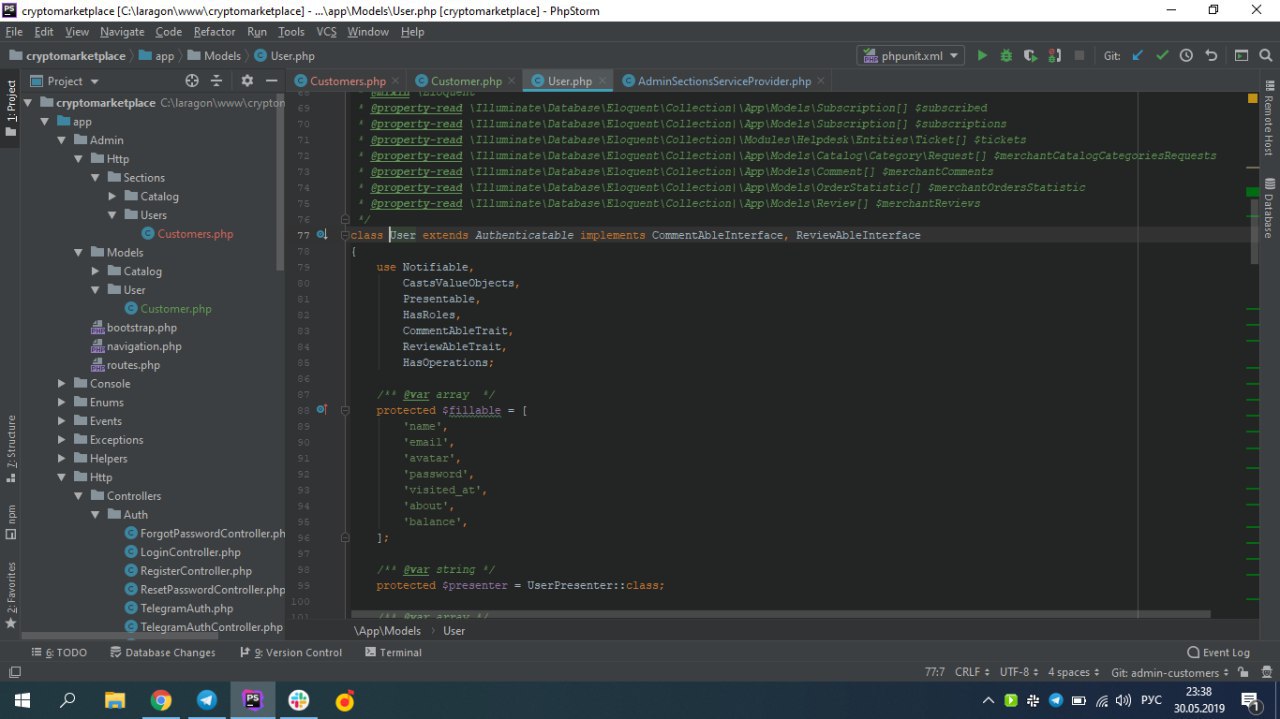 cryptomarketplace [C:\laragon\www\cryptomarketplace] - ...\app\Models\User.php [cryptomarketplace] - PhpStorm
File Edit View Navigate Code Refactor Run Tools VCS Window Help
cryptomarketplace app Models User.php phpunit.xml Git:
Project
Customers.php Customer.php User.php AdminSectionsServiceProvider.php
1: Project
7: Structure
npm
2: Favorites
cryptomarketplace C:\laragon\www\crypton
app
Admin
Http
Sections
Catalog
Users
Customers.php
Models
Catalog
User
Customer.php
bootstrap.php
navigation.php
routes.php
Console
Enums
Events
Exceptions
Helpers
Http
Controllers
Auth
ForgotPasswordController.ph
LoginController.php
RegisterController.php
ResetPasswordController.php
TelegramAuth.php
TelegramAuthController.php
* @mixin \Eloquent
69 * @property-read \Illuminate\Database\Eloquent\Collection|\App\Models\Subscription[] $subscribed
70 * @property-read \Illuminate\Database\Eloquent\Collection|\App\Models\Subscription[] $subscriptions
71 * @property-read \Illuminate\Database\Eloquent\Collection|\Modules\Helpdesk\Entities\Ticket[] $tickets
72 * @property-read \Illuminate\Database\Eloquent\Collection|\App\Models\Catalog\Category\Request[] $merchantCatalogCategoriesRequests
73 * @property-read \Illuminate\Database\Eloquent\Collection|\App\Models\Comment[] $merchantComments
74 * @property-read \Illuminate\Database\Eloquent\Collection|\App\Models\OrderStatistic[] $merchantOrdersStatistic
75 * @property-read \Illuminate\Database\Eloquent\Collection|\App\Models\Review[] $merchantReviews
76 */
77 class User extends Authenticatable implements CommentAbleInterface, ReviewAbleInterface
78 {
79 use Notifiable,
80 CastsValueObjects,
81 Presentable,
82 HasRoles,
83 CommentAbleTrait,
84 ReviewAbleTrait,
85 HasOperations;
86
87 /** @var array */
88 protected $fillable = [
89 'name',
90 'email',
91 'avatar',
92 'password',
93 'visited_at',
94 'about',
95 'balance',
96 ];
97
98 /** @var string */
99 protected $presenter = UserPresenter::class;
100
101 /** @var array */
\App\Models › User
Remote Host
Database
6: TODO Database Changes 9: Version Control Terminal Event Log
77:7 CRLF UTF-8 4 spaces Git: admin-customers
РУС 23:38
30.05.2019
1